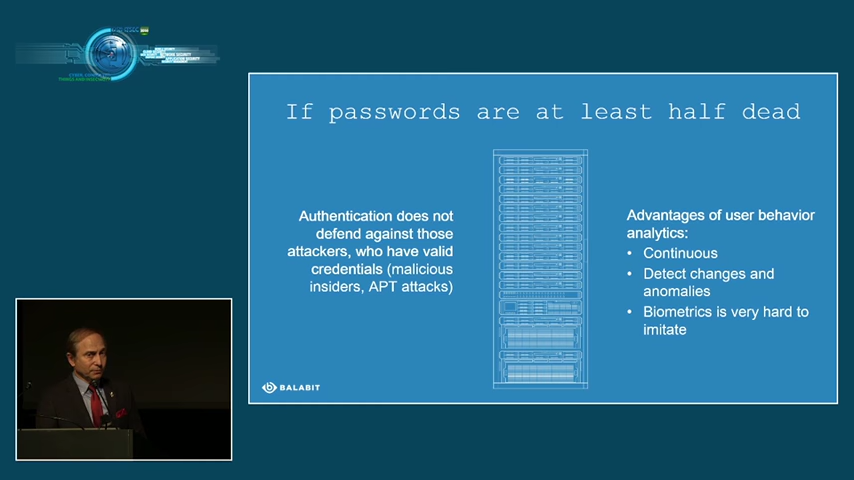 If passwords are at least half dead
Authentication does not
defend against those
attackers, who have valid
credentials (malicious
insiders, APT attacks)
Advantages of user behavior
analytics:
• Continuous
• Detect changes and
anomalies
• Biometrics is very hard to
imitate
BALABIT